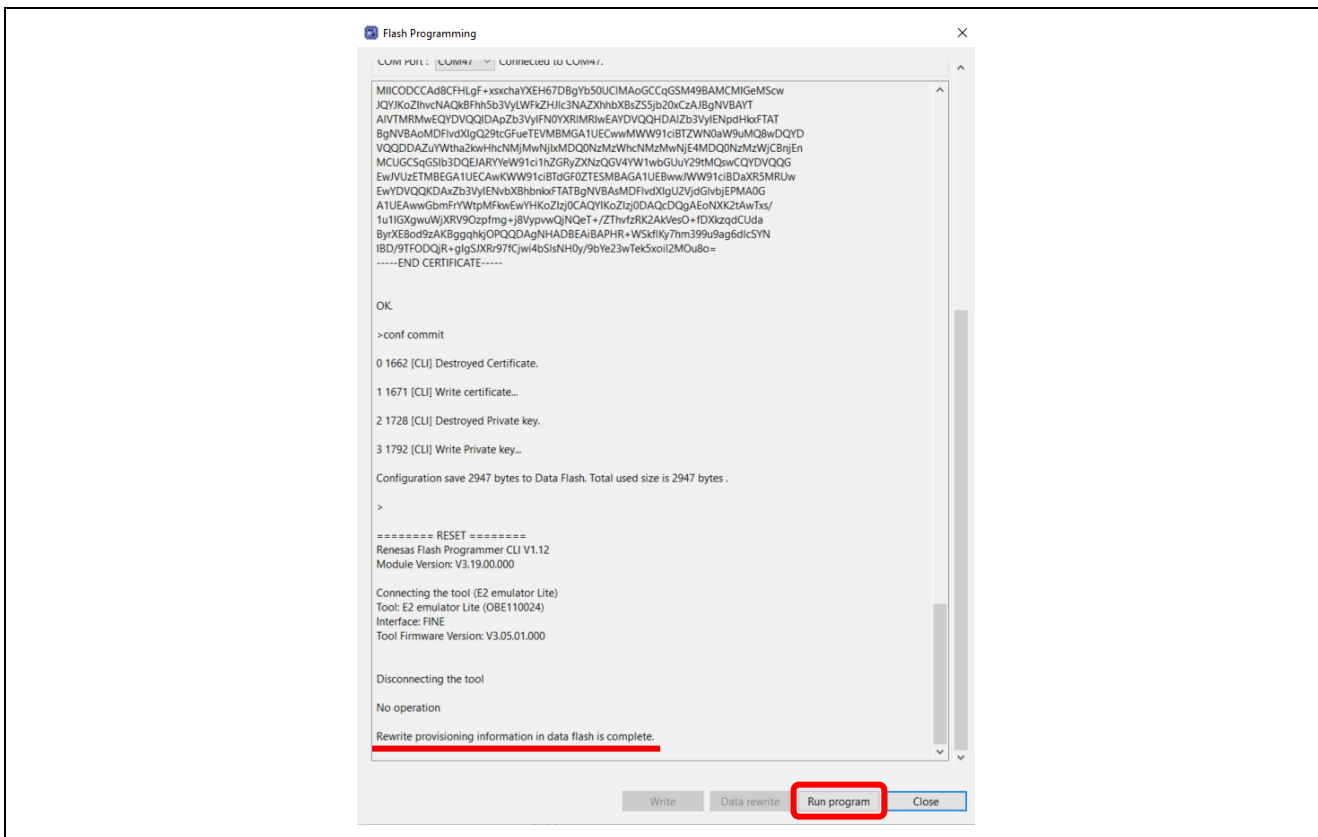 Flash Programming
COM Port : COM47 Connected to COM47.
MIICODCCAd8CFHLgF+xsxchaYXEH67DBgYb50UCIMAoGCCqGSM49BAMCMIGeMScw
JQYJKoZIhvcNAQkBFhh5b3VyLWFkZHJlc3NAZXhhbXBsZS5jb20xCzAJBgNVBAYT
AlVTMRMwEQYDVQQIDApZb3VyIFN0YXRlMRIwEAYDVQQHDAlZb3VyIENpdHkxFTAT
BgNVBAoMDFlvdXIgQ29tcGFueTEVMBMGA1UECwwMWW91ciBTZWN0aW9uMQ8wDQYD
VQQDDAZuYWtha2kwHhcNMjMwNjIxMDQ0NzMzWhcNMzMwNjE4MDQ0NzMzWjCBnjEn
MCUGCSqGSIb3DQEJARYYeW91ci1hZGRyZXNzQGV4YW1wbGUuY29tMQswCQYDVQQG
EwJVUzETMBEGA1UECAwKWW91ciBTdGF0ZTESMBAGA1UEBwwJWW91ciBDaXR5MRUw
EwYDVQQKDAxZb3VyIENvbXBhbnkxFTATBgNVBAsMDFlvdXIgU2VjdGlvbjEPMA0G
A1UEAwwGbmFrYWtpMFkwEwYHKoZIzj0CAQYIKoZIzj0DAQcDQgAEoNXK2tAwTxs/
1u1IGXgwuWjXRV9Ozpfmg+j8VypvwQjNQeT+/ZThvfzRK2AkVesO+fDXkzqdCUda
ByrXE8od9zAKBggqhkjOPQQDAgNHADBEAiBAPHR+WSkfIKy7hm399u9ag6dlcSYN
IBD/9TFODQjR+gIgSJXRr97fCjwi4bSlsNH0y/9bYe23wTek5xoil2MOu8o=
-----END CERTIFICATE-----
OK.
>conf commit
0 1662 [CLI] Destroyed Certificate.
1 1671 [CLI] Write certificate...
2 1728 [CLI] Destroyed Private key.
3 1792 [CLI] Write Private key...
Configuration save 2947 bytes to Data Flash. Total used size is 2947 bytes .
>
======== RESET ========
Renesas Flash Programmer CLI V1.12
Module Version: V3.19.00.000
Connecting the tool (E2 emulator Lite)
Tool: E2 emulator Lite (OBE110024)
Interface: FINE
Tool Firmware Version: V3.05.01.000
Disconnecting the tool
No operation
Rewrite provisioning information in data flash is complete.
Write Data rewrite Run program Close